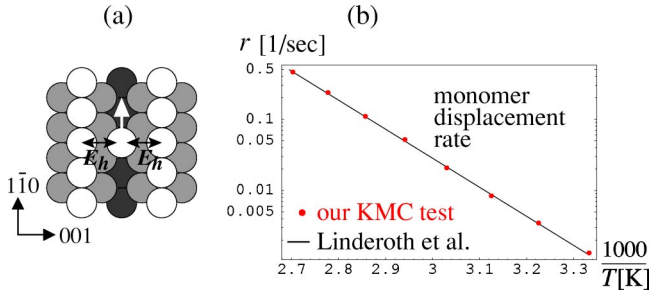 (a)
E_h E_h
11̄0
001
(b)
r [1/sec]
0.5
0.1
0.05
0.01
0.005
monomer
displacement
rate
our KMC test
Linderoth et al.
2.7 2.8 2.9 3 3.1 3.2 3.3
1000
T[K]